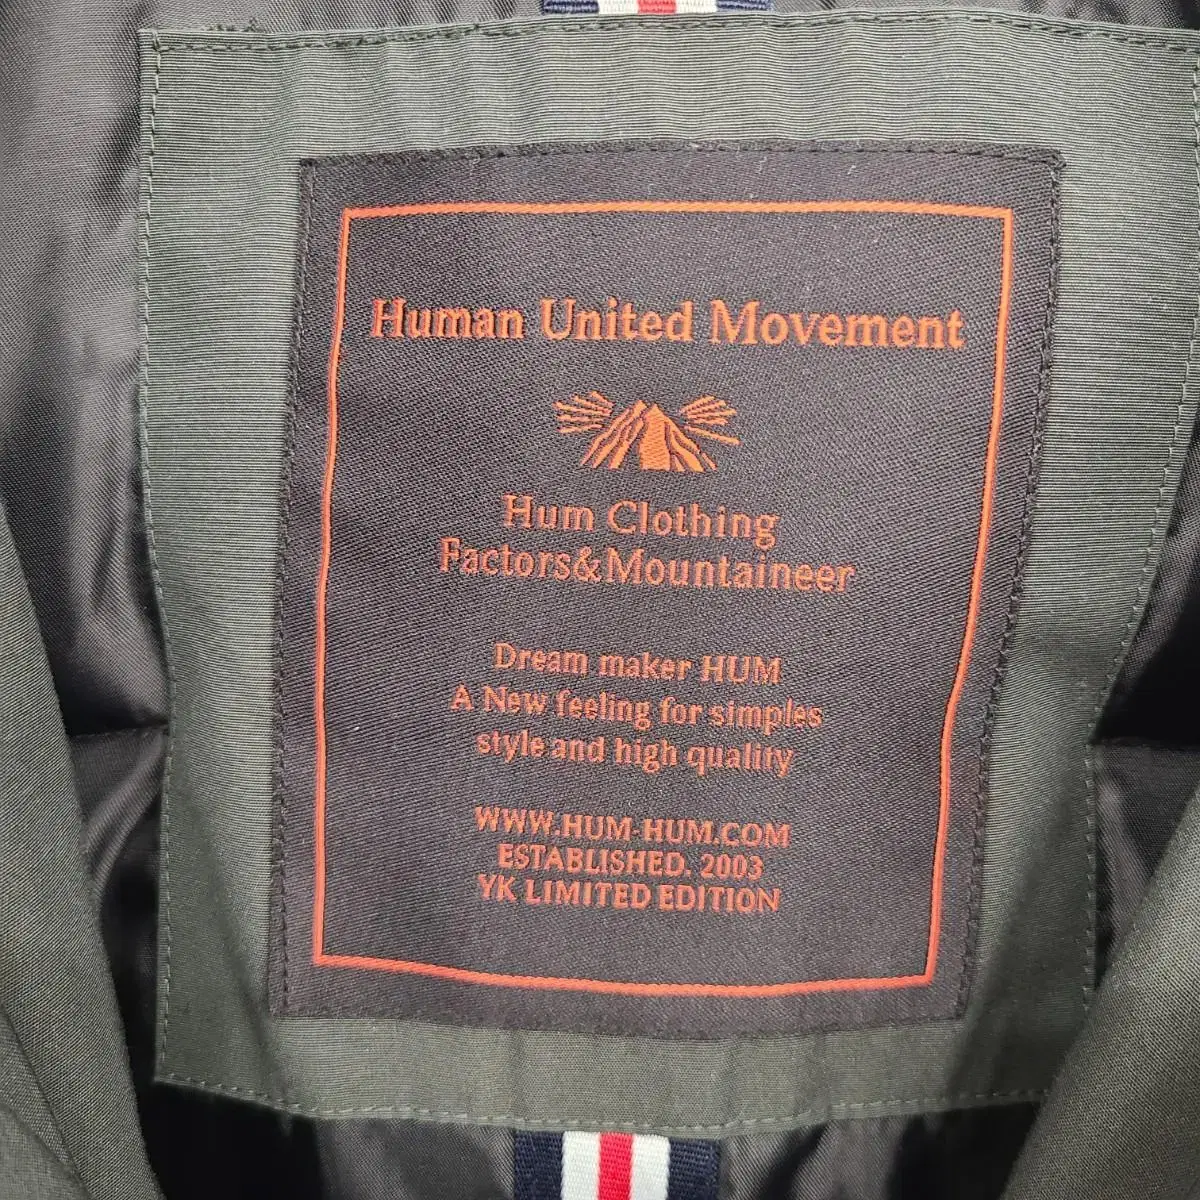 Human United Movement
Hum Clothing
Factors&Mountaineer
Dream maker HUM
A New feeling for simples
style and high quality
WWW.HUM-HUM.COM
ESTABLISHED. 2003
YK LIMITED EDITION